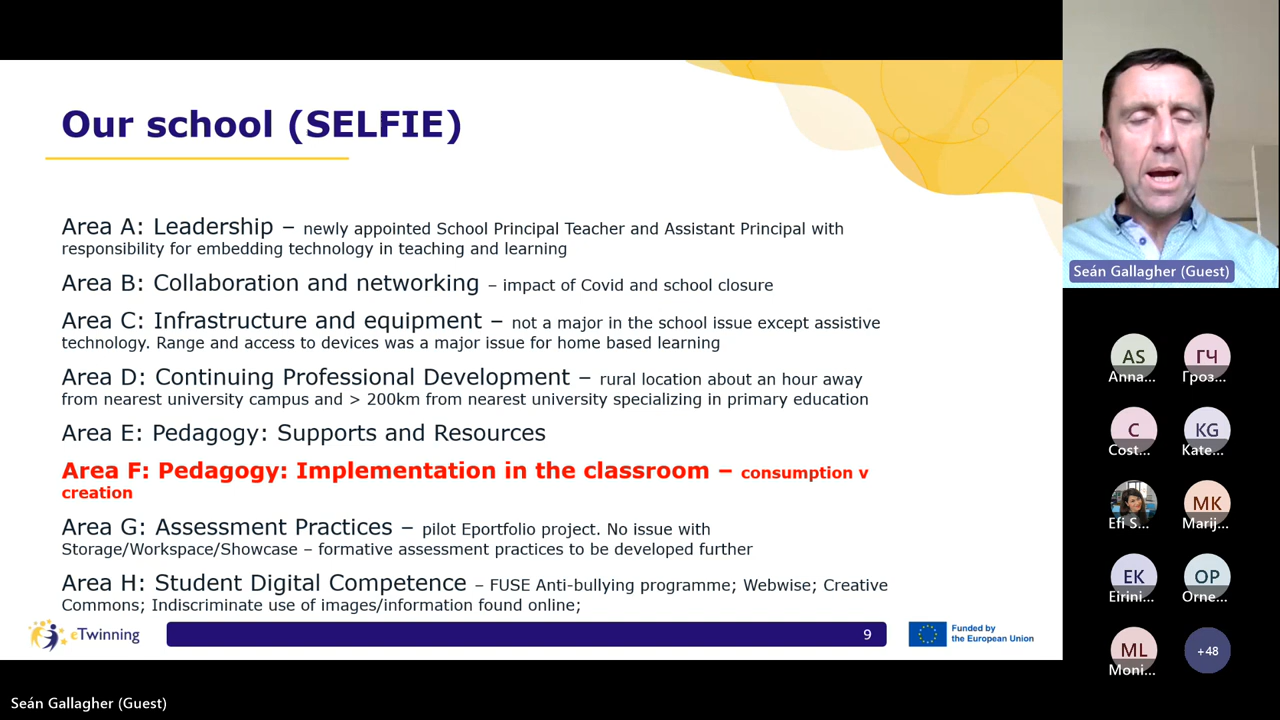 Our school (SELFIE)
Area A: Leadership – newly appointed School Principal Teacher and Assistant Principal with
responsibility for embedding technology in teaching and learning
Area B: Collaboration and networking – impact of Covid and school closure
Area C: Infrastructure and equipment – not a major in the school issue except assistive
technology. Range and access to devices was a major issue for home based learning
Area D: Continuing Professional Development – rural location about an hour away
from nearest university campus and > 200km from nearest university specializing in primary education
Area E: Pedagogy: Supports and Resources
Area F: Pedagogy: Implementation in the classroom – consumption v
creation
Area G: Assessment Practices – pilot Eportfolio project. No issue with
Storage/Workspace/Showcase – formative assessment practices to be developed further
Area H: Student Digital Competence – FUSE Anti-bullying programme; Webwise; Creative
Commons; Indiscriminate use of images/information found online;
eTwinning
9
Funded by
the European Union
Seán Gallagher (Guest)
AS
ГЧ
Anna...
Гроз...
C
KG
Cost...
Kate...
MK
Efi S...
Marij...
EK
OP
Eirini...
Orne...
ML
+48
Moni...
Seán Gallagher (Guest)